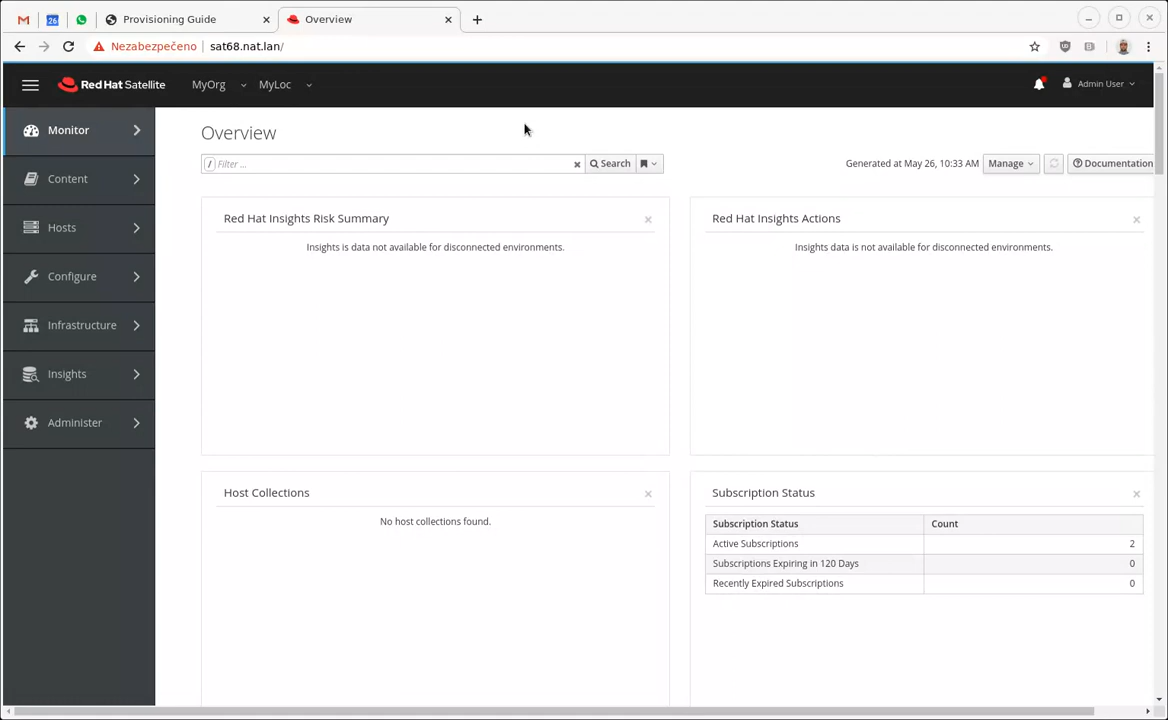 Provisioning Guide
Overview
Nezabezpečeno sat68.nat.lan/
Red Hat Satellite MyOrg MyLoc Admin User
Monitor
Content
Hosts
Configure
Infrastructure
Insights
Administer
Overview
/ Filter ... Search Generated at May 26, 10:33 AM Manage Documentation
Red Hat Insights Risk Summary
Insights is data not available for disconnected environments.
Red Hat Insights Actions
Insights data is not available for disconnected environments.
Host Collections
No host collections found.
Subscription Status
Subscription Status Count
Active Subscriptions 2
Subscriptions Expiring in 120 Days 0
Recently Expired Subscriptions 0